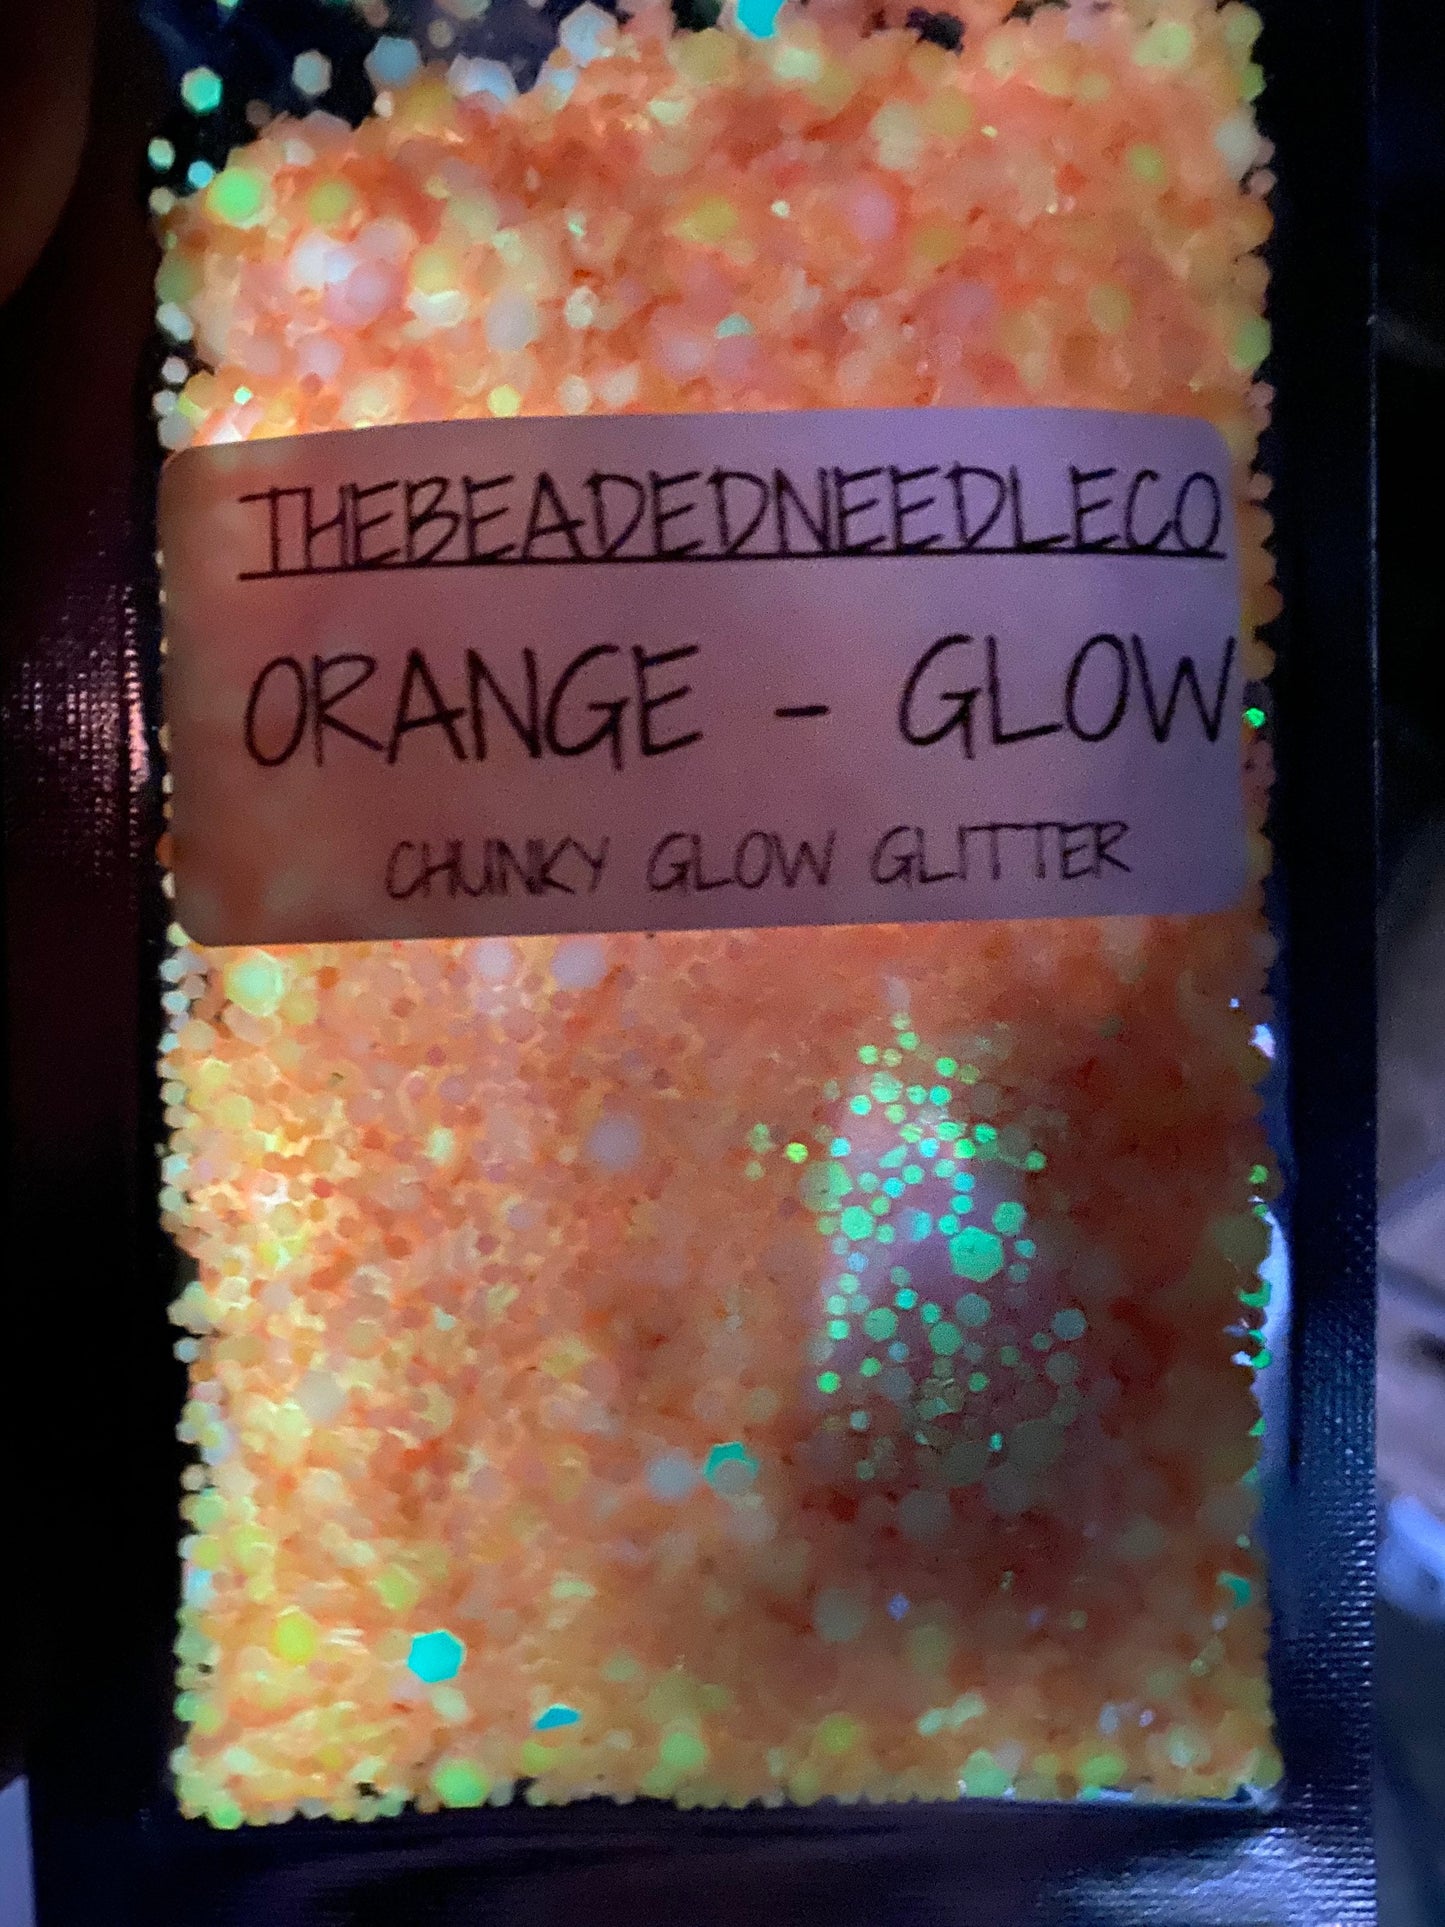 THEBEADEDNEEDLECO
ORANGE - GLOW
CHUNKY GLOW GLITTER